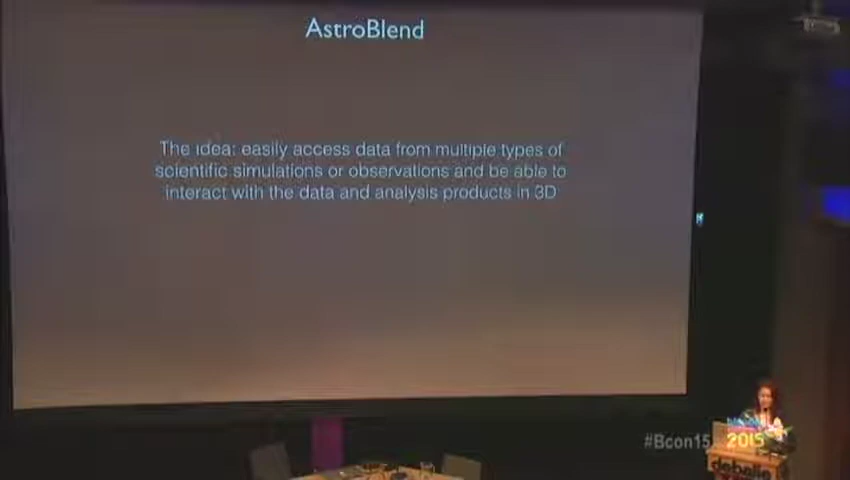 AstroBlend
The idea: easily access data from multiple types of
scientific simulations or observations and be able to
interact with the data and analysis products in 3D
#Bcon15
2015
debalie